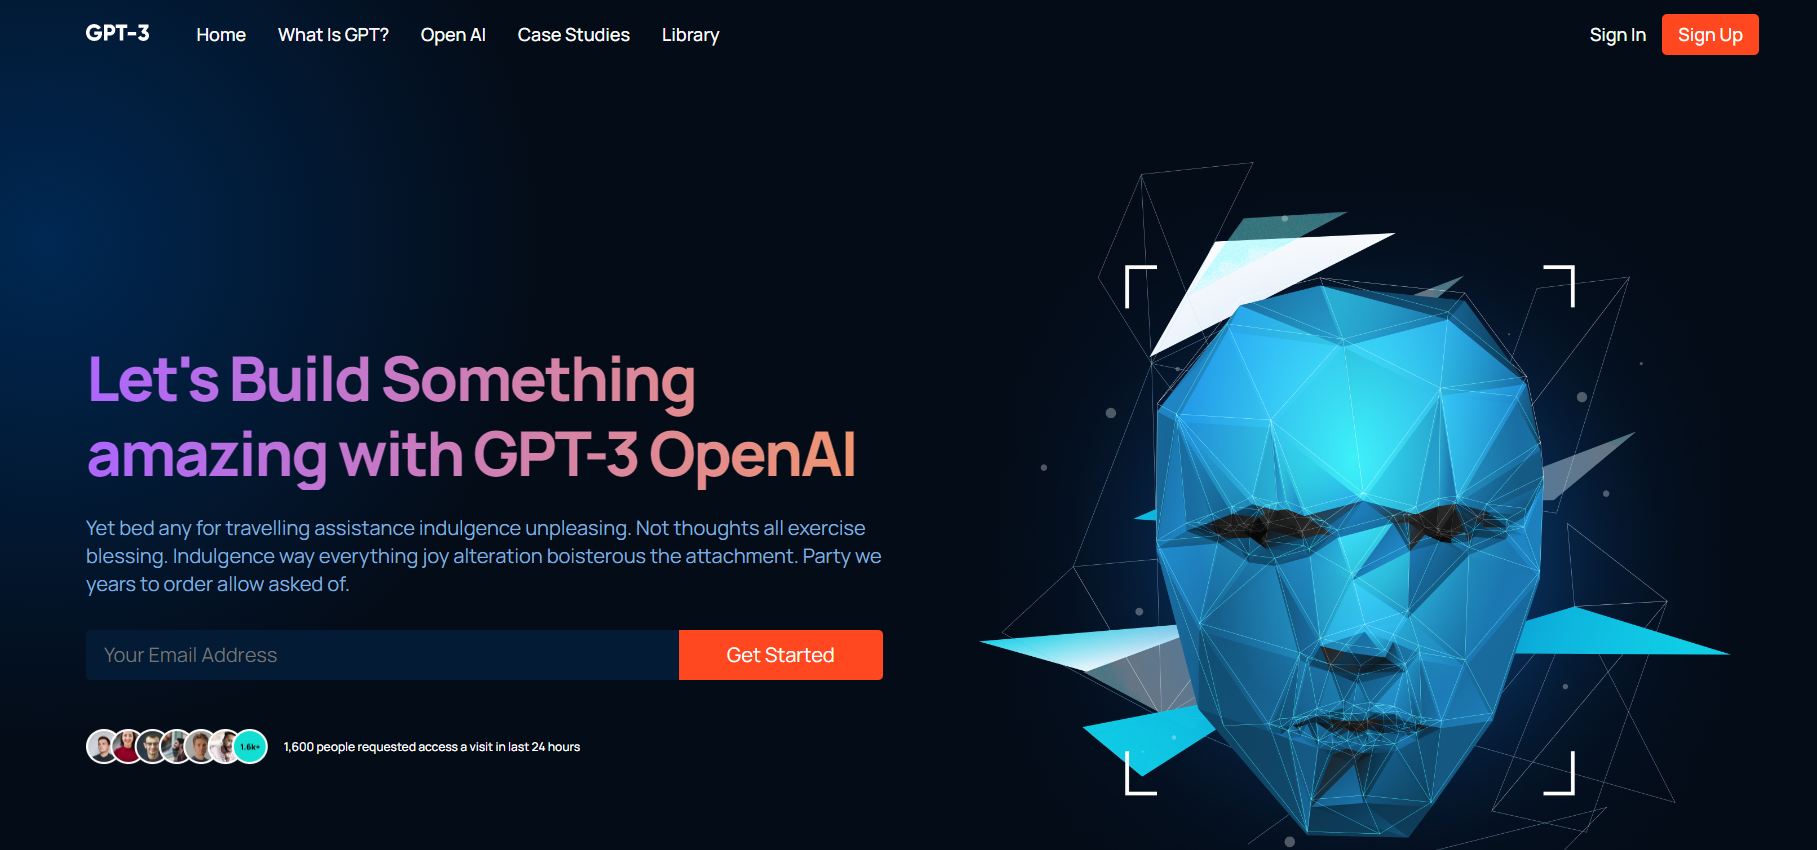 GPT-3 Home What Is GPT? Open AI Case Studies Library Sign In Sign Up
Let's Build Something
amazing with GPT-3 OpenAI
Yet bed any for travelling assistance indulgence unpleasing. Not thoughts all exercise
blessing. Indulgence way everything joy alteration boisterous the attachment. Party we
years to order allow asked of.
Your Email Address Get Started
1.6k+ 1,600 people requested access a visit in last 24 hours